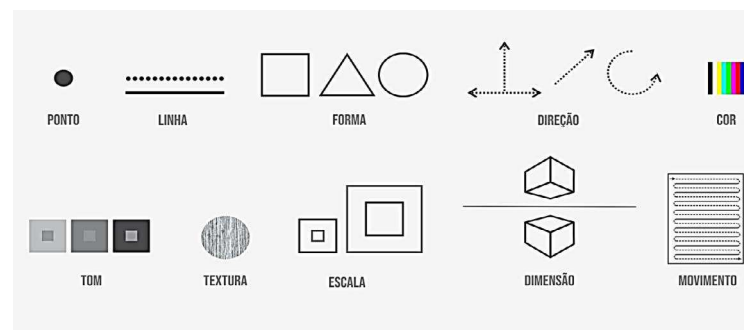 PONTO
LINHA
FORMA
DIREÇÃO
COR
TOM
TEXTURA
ESCALA
DIMENSÃO
MOVIMENTO